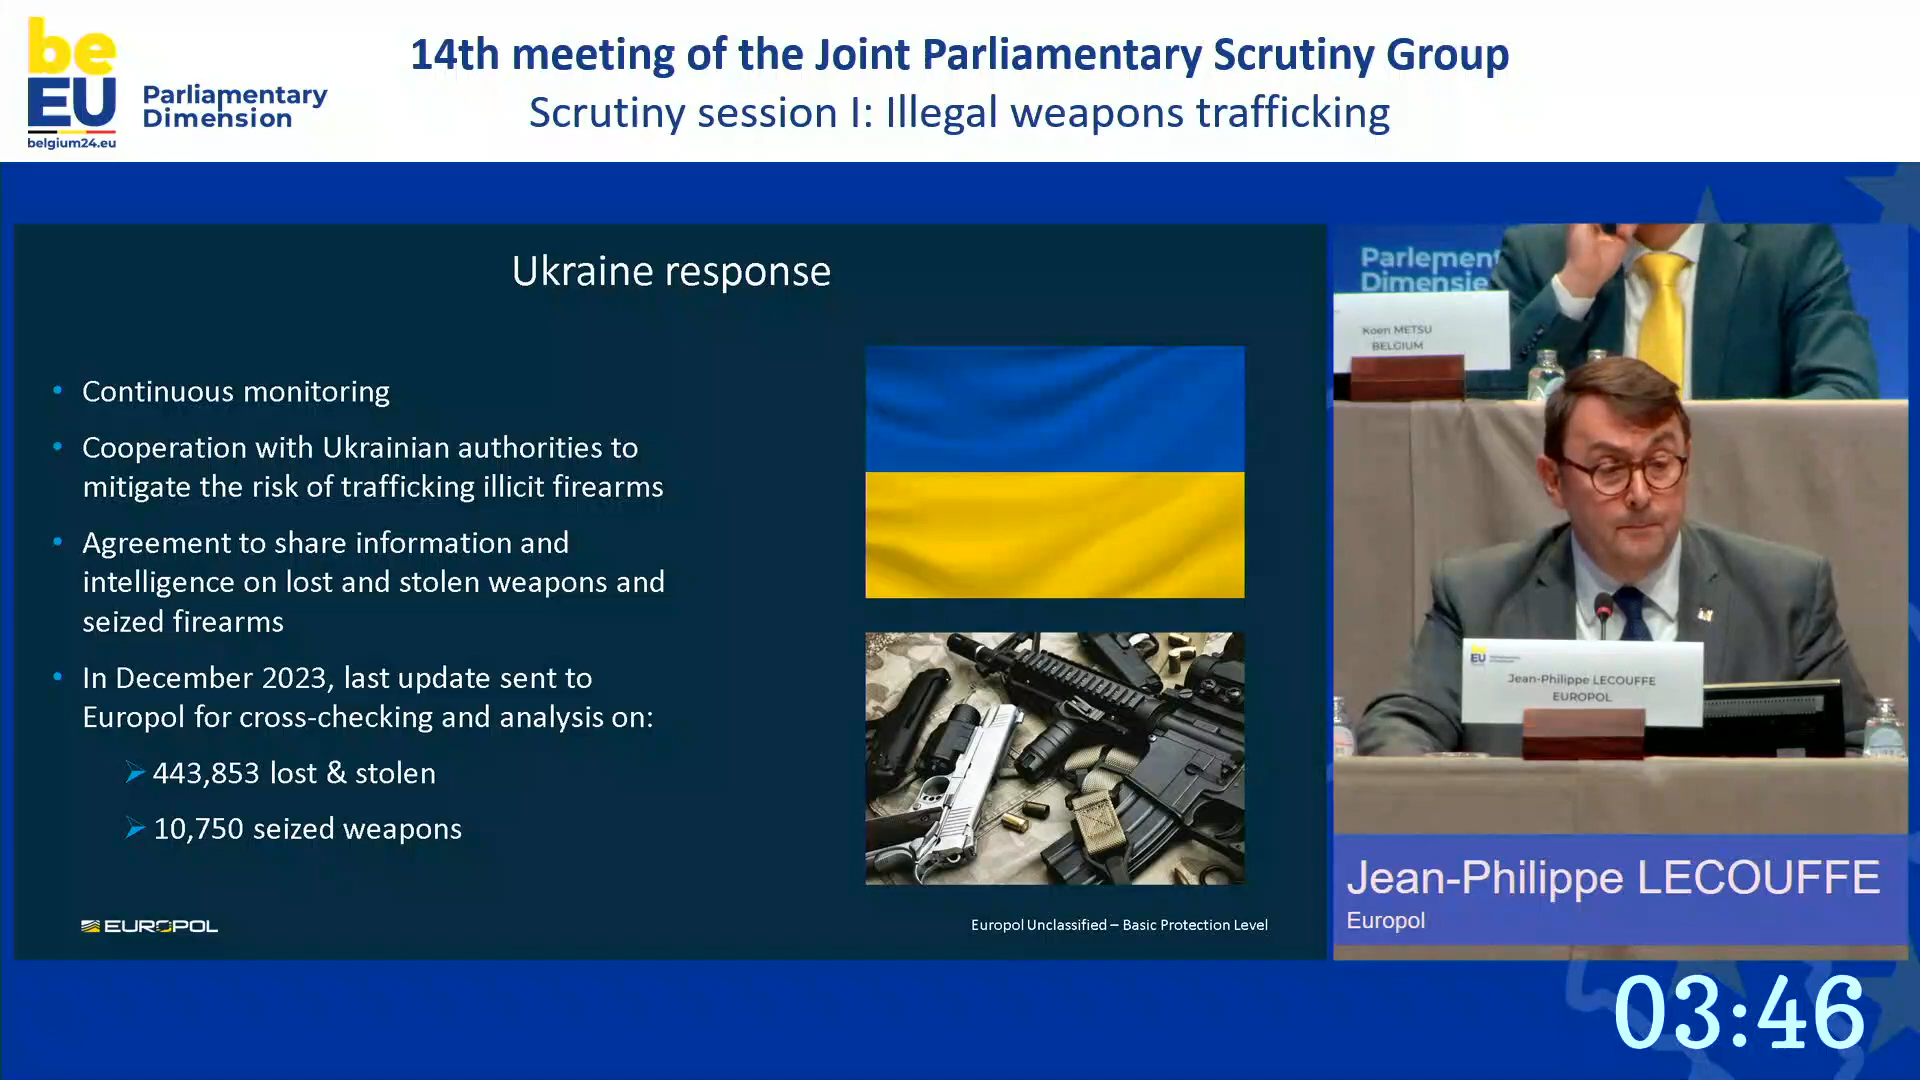 be
EU
belgium24.eu
Parliamentary
Dimension
14th meeting of the Joint Parliamentary Scrutiny Group
Scrutiny session I: Illegal weapons trafficking
Ukraine response
• Continuous monitoring
• Cooperation with Ukrainian authorities to
mitigate the risk of trafficking illicit firearms
• Agreement to share information and
intelligence on lost and stolen weapons and
seized firearms
• In December 2023, last update sent to
Europol for cross-checking and analysis on:
➢ 443,853 lost & stolen
➢ 10,750 seized weapons
EUROPOL
Europol Unclassified – Basic Protection Level
Parlement
Dimensie
Koen METSU
BELGIUM
be
EU
Jean-Philippe LECOUFFE
EUROPOL
Jean-Philippe LECOUFFE
Europol
03:46